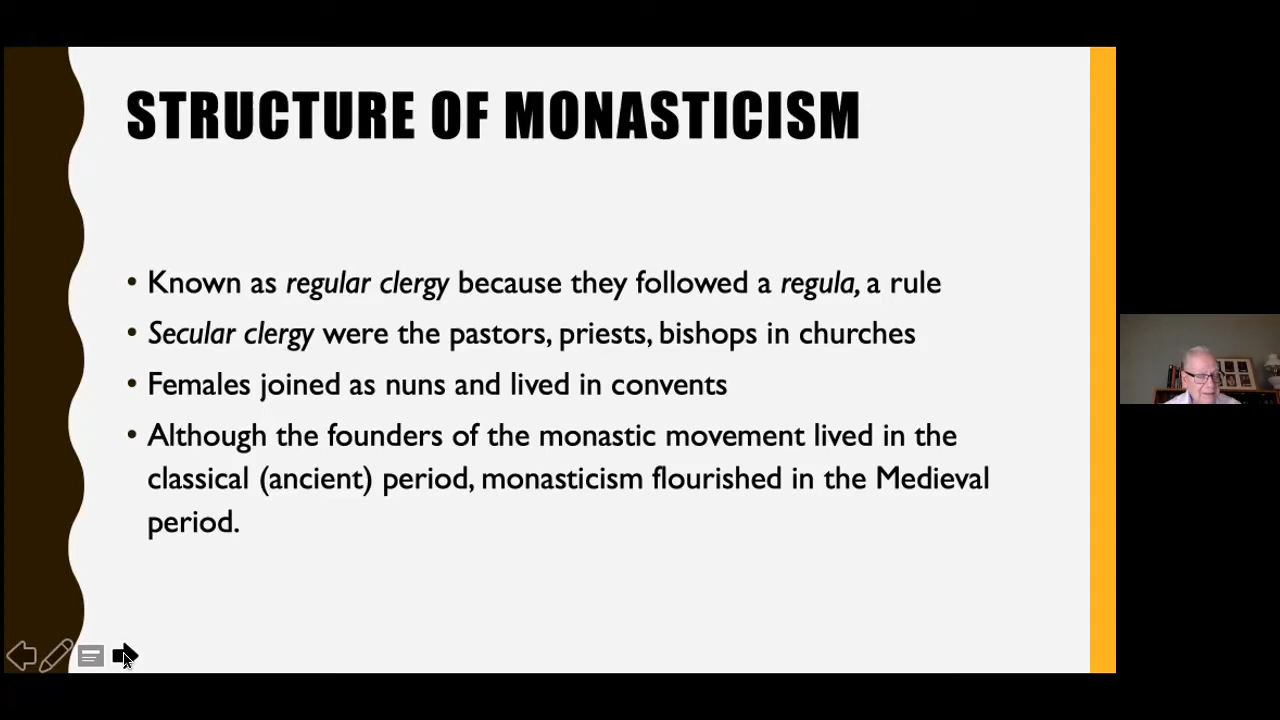 STRUCTURE OF MONASTICISM
• Known as regular clergy because they followed a regula, a rule
• Secular clergy were the pastors, priests, bishops in churches
• Females joined as nuns and lived in convents
• Although the founders of the monastic movement lived in the
classical (ancient) period, monasticism flourished in the Medieval
period.